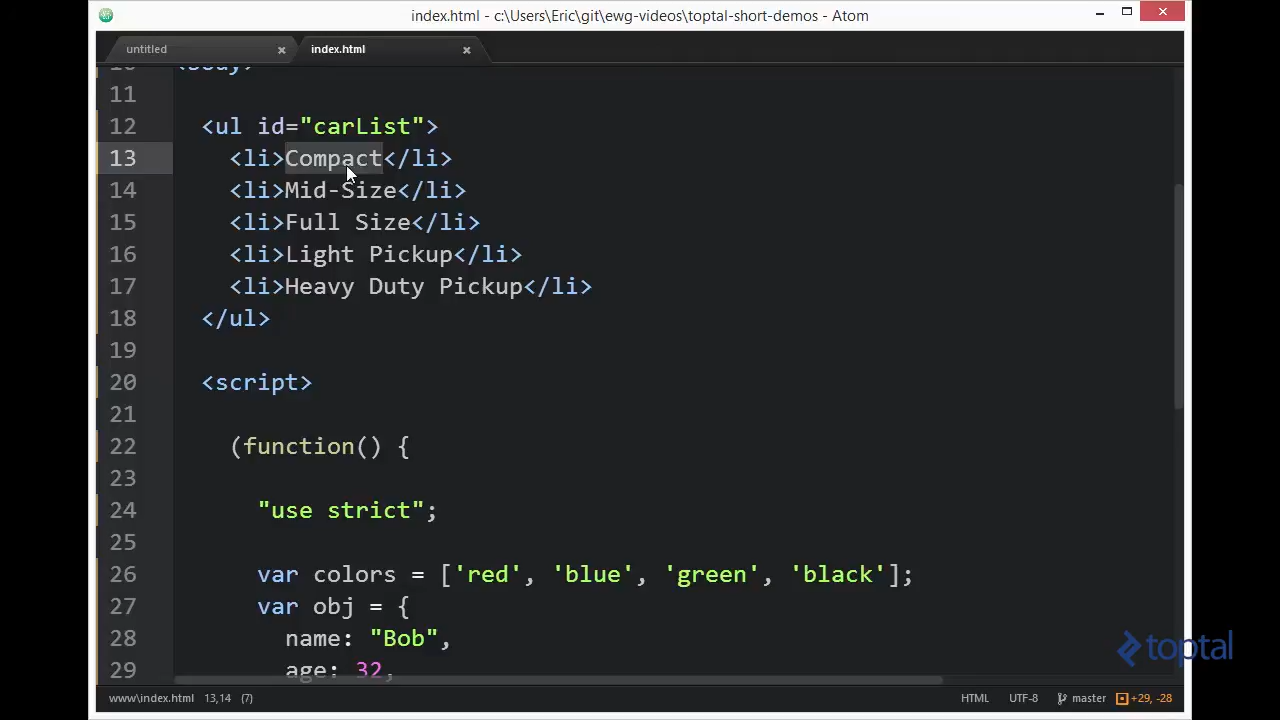 index.html - c:\Users\Eric\git\ewg-videos\toptal-short-demos - Atom
untitled
index.html
10 <body>
11
12 <ul id="carList">
13 <li>Compact</li>
14 <li>Mid-Size</li>
15 <li>Full Size</li>
16 <li>Light Pickup</li>
17 <li>Heavy Duty Pickup</li>
18 </ul>
19
20 <script>
21
22 (function() {
23
24 "use strict";
25
26 var colors = ['red', 'blue', 'green', 'black'];
27 var obj = {
28 name: "Bob",
29 age: 32,
toptal
www\index.html 13,14 (7) HTML UTF-8 master +29, -28